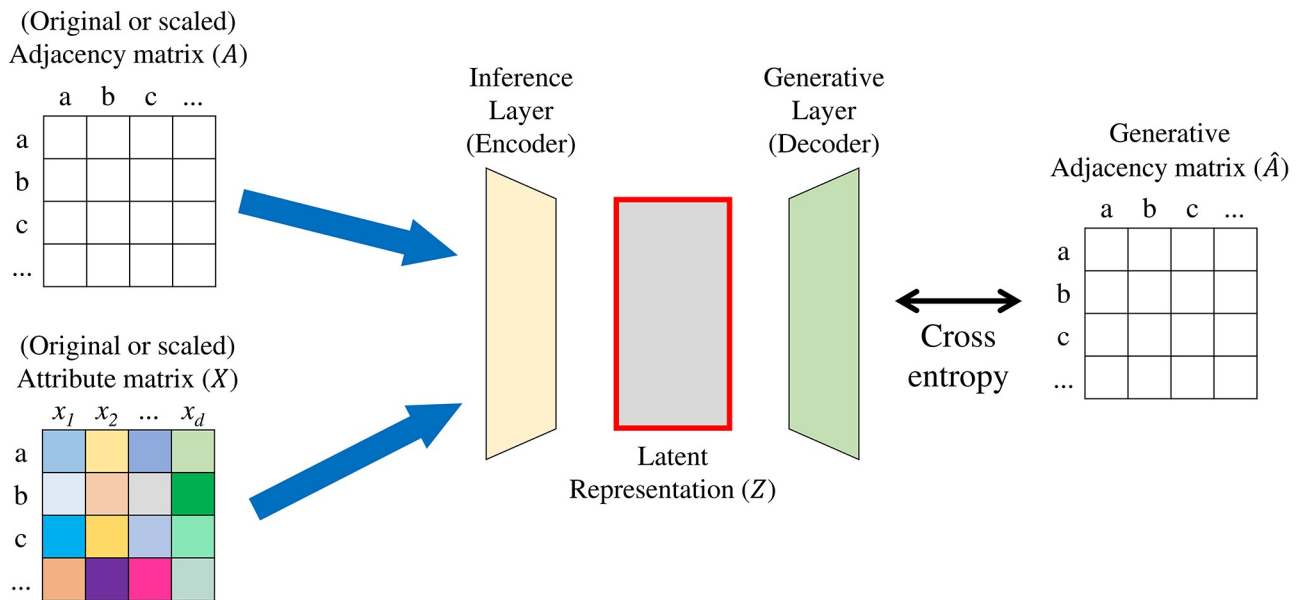 (Original or scaled)
Adjacency matrix (A)
a b c ...
a
b
c
...
(Original or scaled)
Attribute matrix (X)
x₁ x₂ ... x_d
a
b
c
...
Inference
Layer
(Encoder)
Latent
Representation (Z)
Generative
Layer
(Decoder)
Cross
entropy
Generative
Adjacency matrix (Â)
a b c ...
a
b
c
...